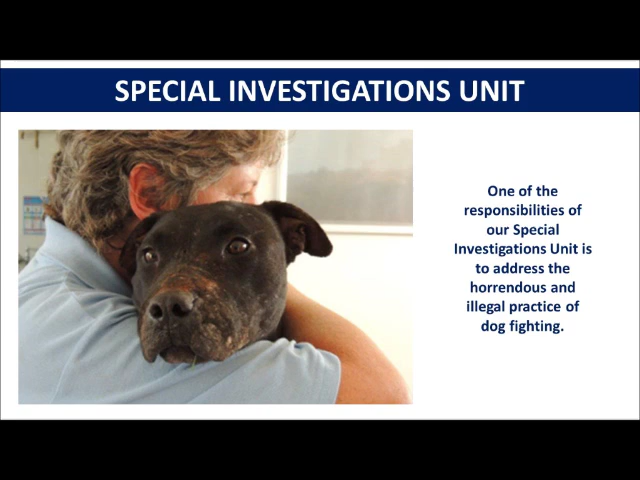 SPECIAL INVESTIGATIONS UNIT
One of the
responsibilities of
our Special
Investigations Unit is
to address the
horrendous and
illegal practice of
dog fighting.